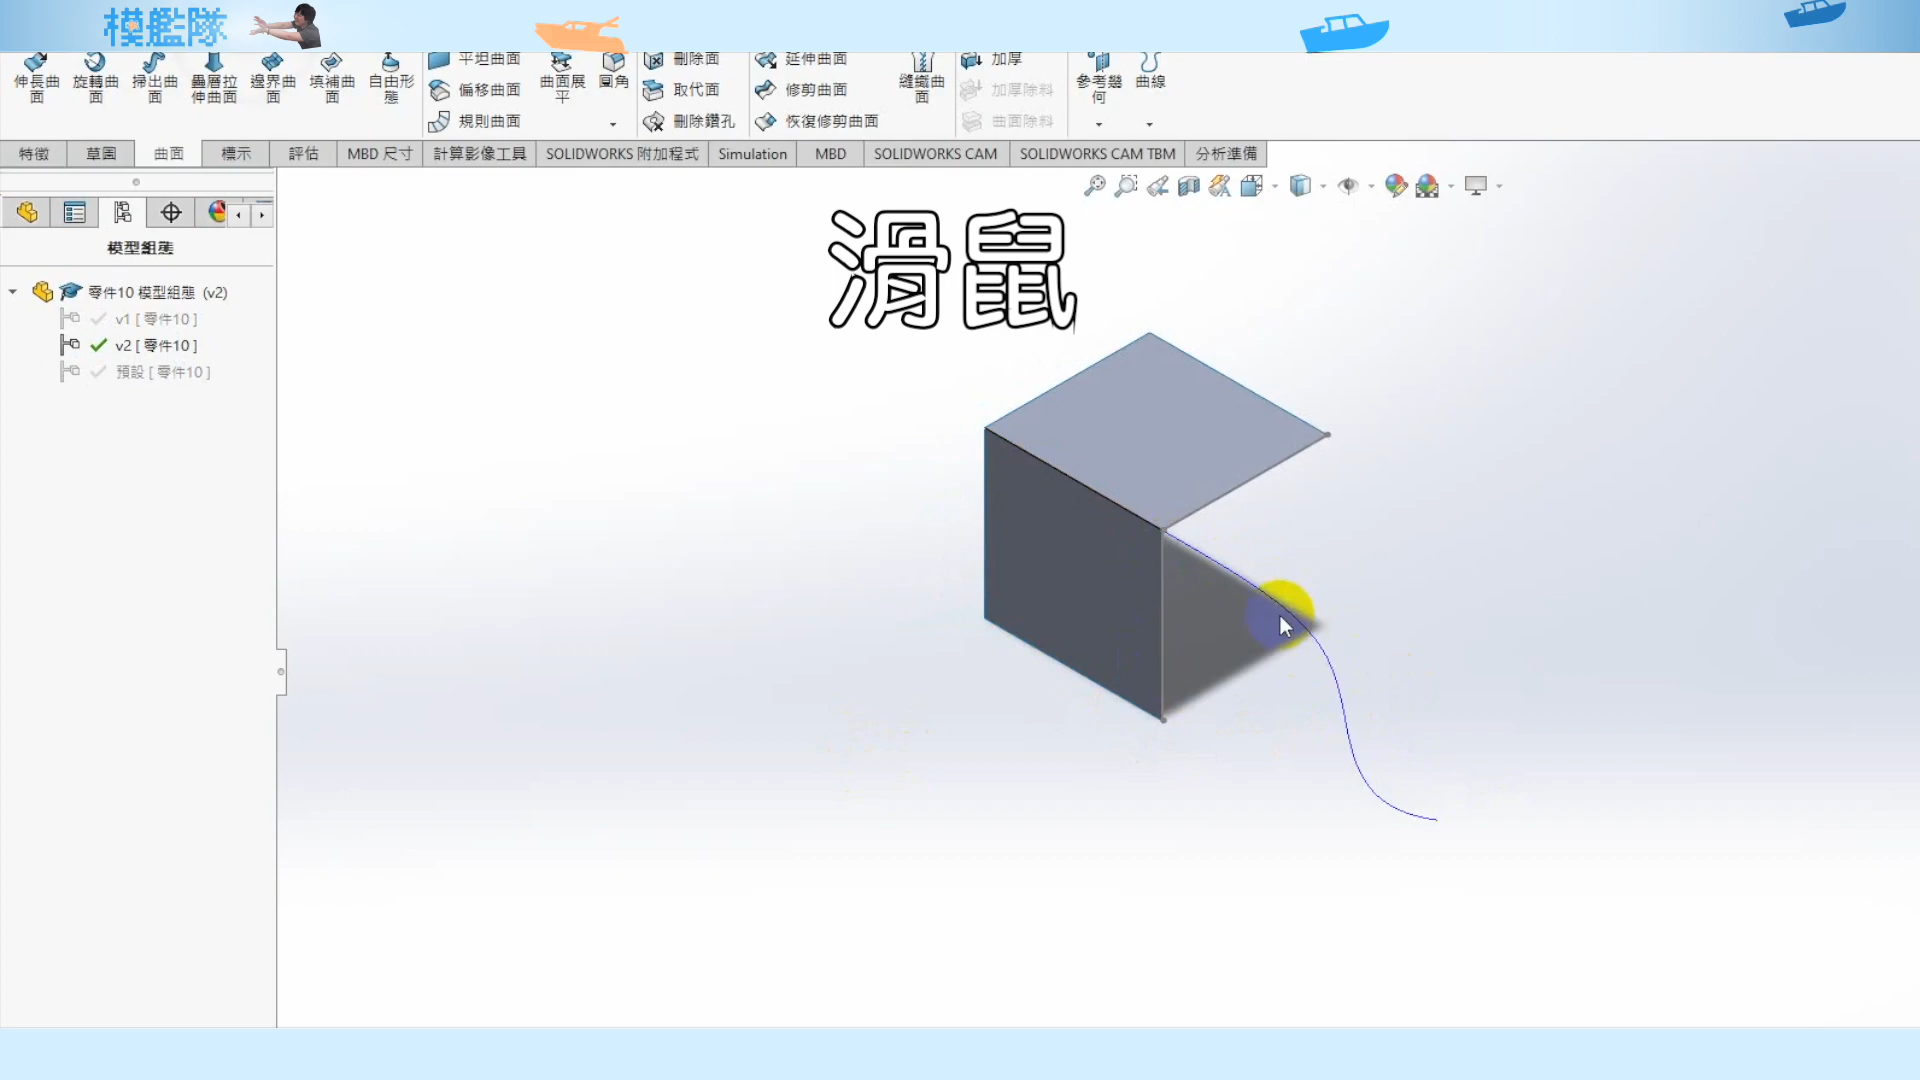 模艦隊
平坦曲面
刪除面
延伸曲面
加厚
伸長曲面
旋轉曲面
掃出曲面
疊層拉伸曲面
邊界曲面
填補曲面
自由形態
曲面展平
圓角
縫織曲面
參考幾何
曲線
偏移曲面
取代面
修剪曲面
加厚除料
規則曲面
刪除鑽孔
恢復修剪曲面
曲面除料
特徵 草圖 曲面 標示 評估 MBD 尺寸 計算影像工具 SOLIDWORKS 附加程式 Simulation MBD SOLIDWORKS CAM SOLIDWORKS CAM TBM 分析準備
滑鼠
模型組態
零件10 模型組態 (v2)
v1 [ 零件10 ]
v2 [ 零件10 ]
預設 [ 零件10 ]